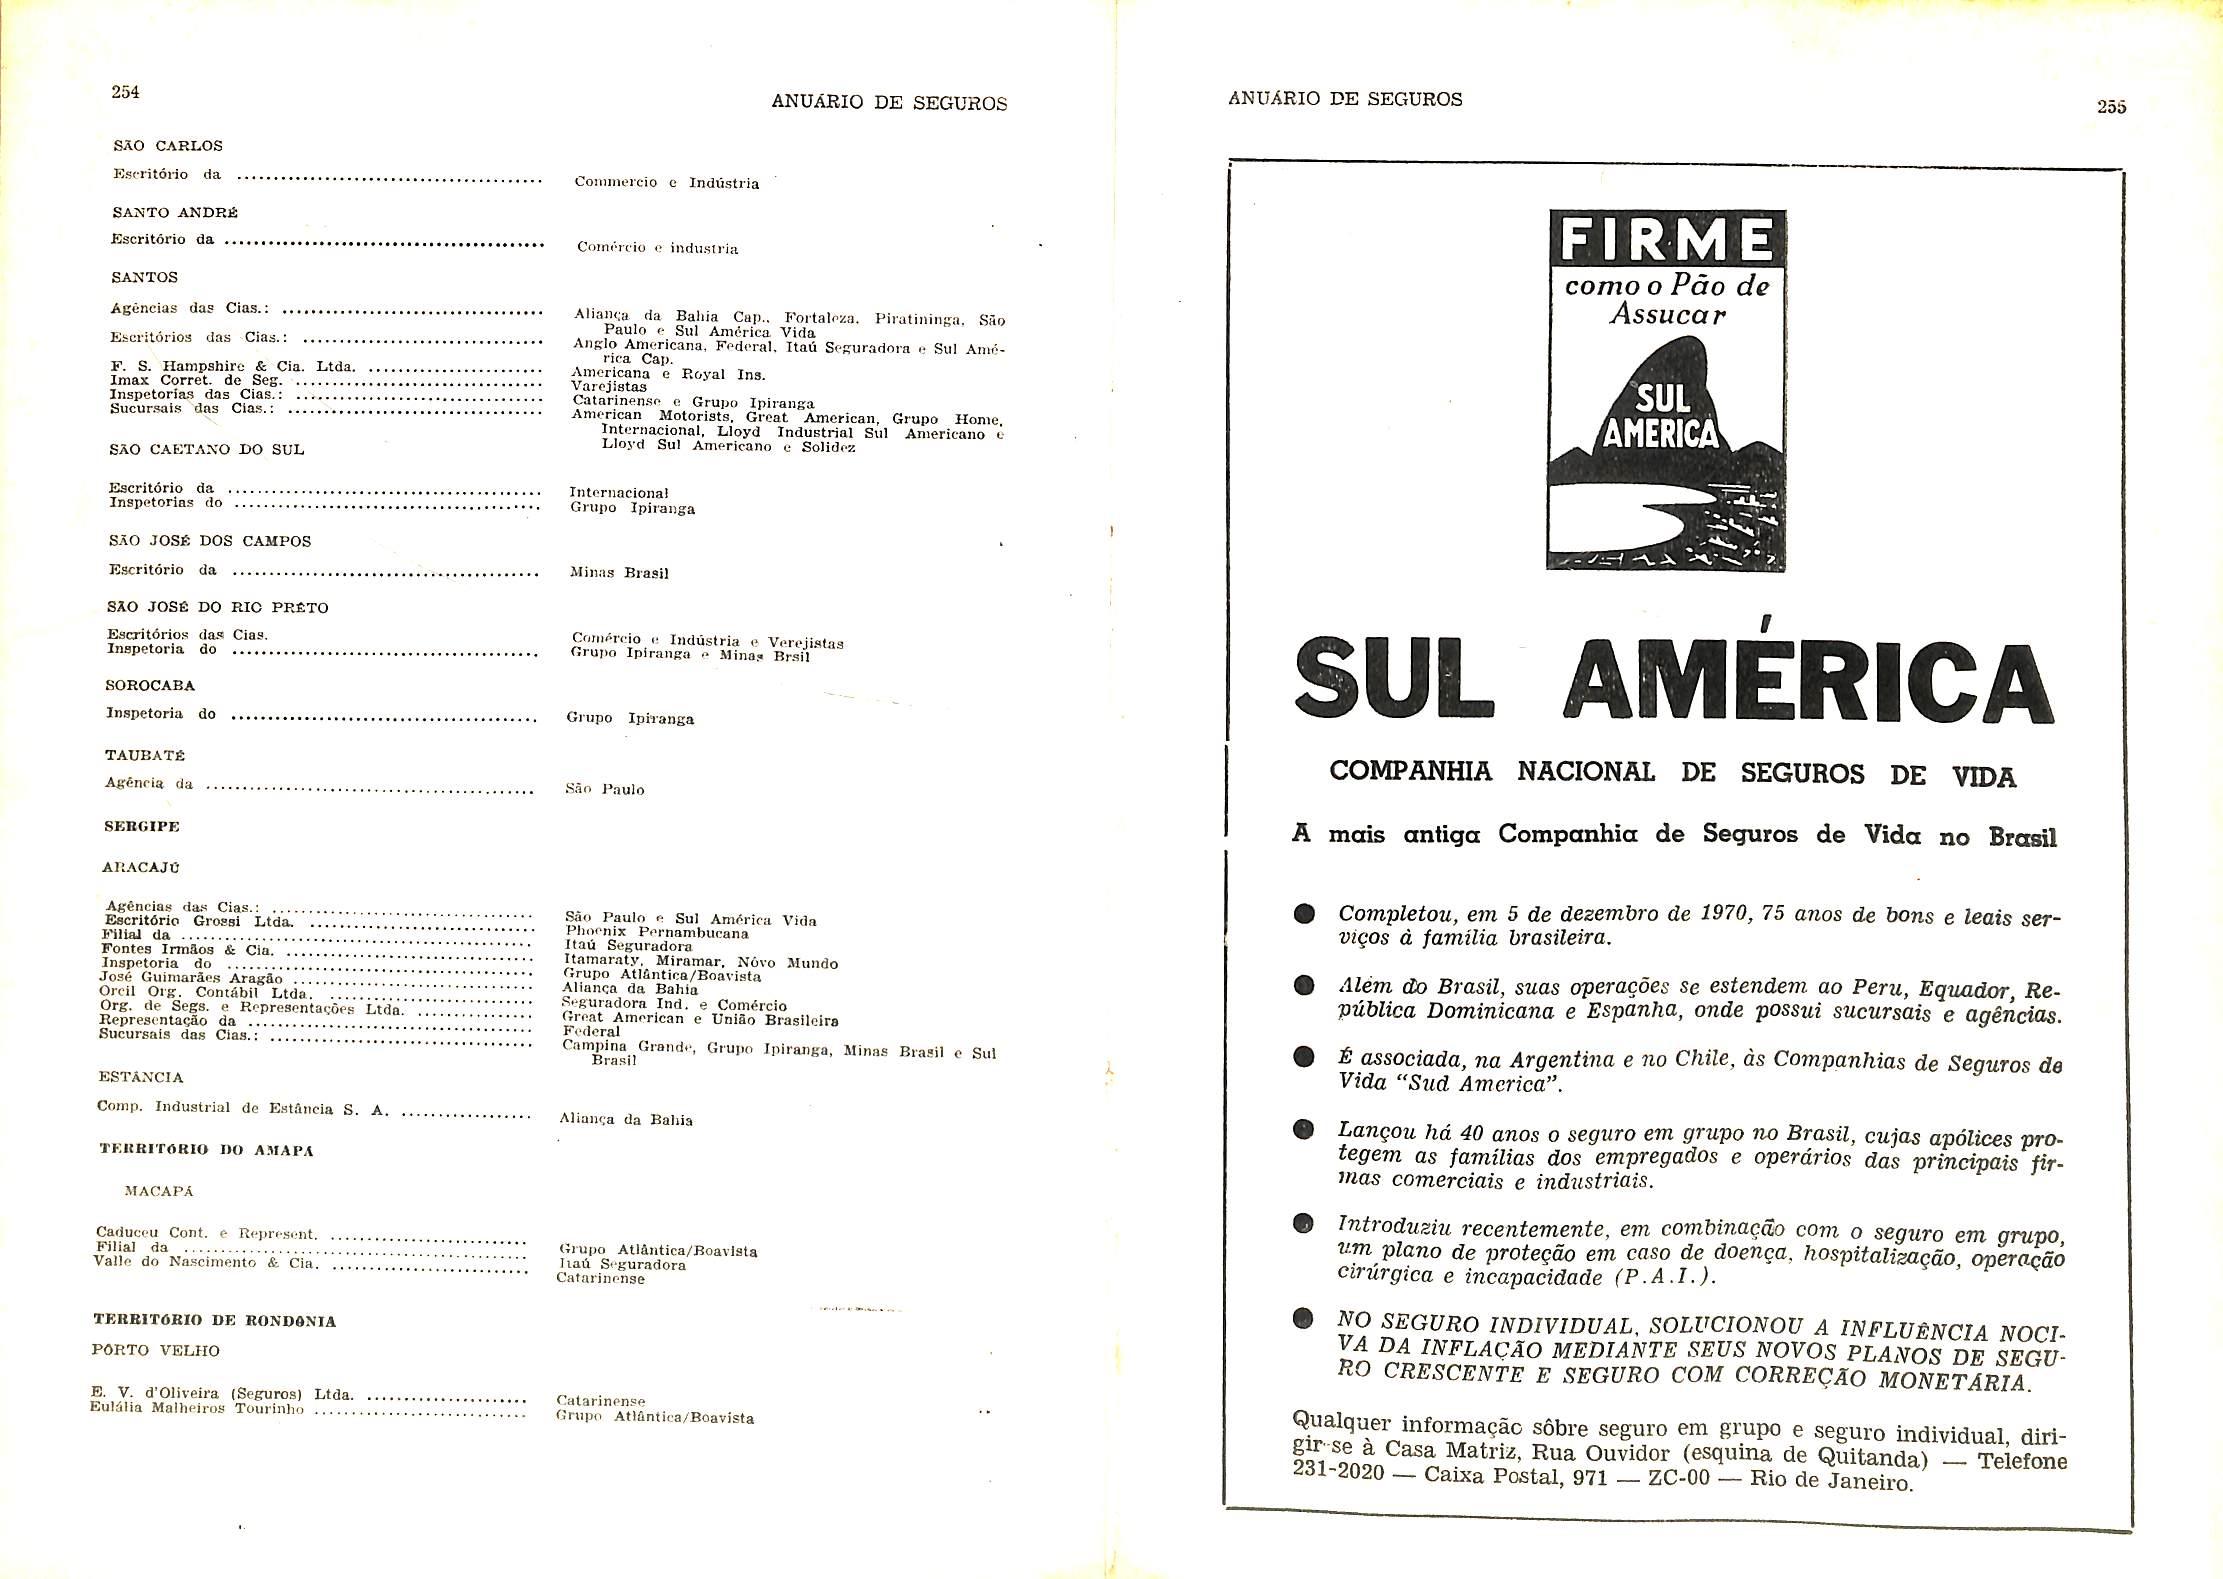 254
ANUÁRIO DE SEGUROS
SÃO CARLOS
Escritório da ........................................ Commercio e Indústria
SANTO ANDRÉ
Escritório da ........................................ Comércio e industria
SANTOS
Agências das Cias.: ........................................ Aliança da Bahia Cap., Fortaleza, Piratininga, São
Paulo e Sul América Vida
Escritórios das Cias.: ........................................ Anglo Americana, Federal, Itaú Seguradora e Sul Amé-
rica Cap.
F. S. Hampshire & Cia. Ltda. ........................................ Americana e Royal Ins.
Imax Corret. de Seg. ........................................ Varejistas
Inspetorias das Cias.: ........................................ Catarinense e Grupo Ipiranga
Sucursais das Cias.: ........................................ American Motorists, Great American, Grupo Home,
Internacional, Lloyd Industrial Sul Americano e
Lloyd Sul Americano e Solidez
SÃO CAETANO DO SUL
Escritório da ........................................ Internacional
Inspetorias do ........................................ Grupo Ipiranga
SÃO JOSÉ DOS CAMPOS
Escritório da ........................................ Minas Brasil
SÃO JOSÉ DO RIO PRÊTO
Escritórios das Cias. Comércio e Indústria e Verejistas
Inspetoria do ........................................ Grupo Ipiranga e Minas Brsil
SOROCABA
Inspetoria do ........................................ Grupo Ipiranga
TAUBATÉ
Agência da ........................................ São Paulo
SERGIPE
ARACAJÚ
Agências das Cias.: ........................................ São Paulo e Sul América Vida
Escritório Grossi Ltda. ........................................ Phoenix Pernambucana
Filial da ........................................ Itaú Seguradora
Fontes Irmãos & Cia. ........................................ Itamaraty, Miramar, Nôvo Mundo
Inspetoria do ........................................ Grupo Atlântica/Boavista
José Guimarães Aragão ........................................ Aliança da Bahia
Orcil Org. Contábil Ltda. ........................................ Seguradora Ind. e Comércio
Org. de Segs. e Representações Ltda. ................ Great American e União Brasileira
Representação da ........................................ Federal
Sucursais das Cias.: ........................................ Campina Grande, Grupo Ipiranga, Minas Brasil e Sul
Brasil
ESTÂNCIA
Comp. Industrial de Estância S. A. .................. Aliança da Bahia
TERRITÓRIO DO AMAPÁ
MACAPÁ
Caduceu Cont. e Represent. ........................... Grupo Atlântica/Boavista
Filial da ........................................ Itaú Seguradora
Valle do Nascimento & Cia. ........................... Catarinense
TERRITÓRIO DE RONDÔNIA
PÔRTO VELHO
E. V. d'Oliveira (Seguros) Ltda. ...................... Catarinense
Eulália Malheiros Tourinho ............................ Grupo Atlântica/Boavista
ANUÁRIO DE SEGUROS
255
FIRME
como o Pão de
Assucar
SUL
AMERICA
SUL AMÉRICA
COMPANHIA NACIONAL DE SEGUROS DE VIDA
A mais antiga Companhia de Seguros de Vida no Brasil
● Completou, em 5 de dezembro de 1970, 75 anos de bons e leais ser-
viços à família brasileira.
● Além do Brasil, suas operações se estendem ao Peru, Equador, Re-
pública Dominicana e Espanha, onde possui sucursais e agências.
● É associada, na Argentina e no Chile, às Companhias de Seguros de
Vida "Sud America".
● Lançou há 40 anos o seguro em grupo no Brasil, cujas apólices pro-
tegem as famílias dos empregados e operários das principais fir-
mas comerciais e industriais.
● Introduziu recentemente, em combinação com o seguro em grupo,
um plano de proteção em caso de doença, hospitalização, operação
cirúrgica e incapacidade (P.A.I.).
● NO SEGURO INDIVIDUAL, SOLUCIONOU A INFLUÊNCIA NOCI-
VA DA INFLAÇÃO MEDIANTE SEUS NOVOS PLANOS DE SEGU-
RO CRESCENTE E SEGURO COM CORREÇÃO MONETÁRIA.
Qualquer informação sôbre seguro em grupo e seguro individual, diri-
gir-se à Casa Matriz, Rua Ouvidor (esquina de Quitanda) — Telefone
231-2020 — Caixa Postal, 971 — ZC-00 — Rio de Janeiro.